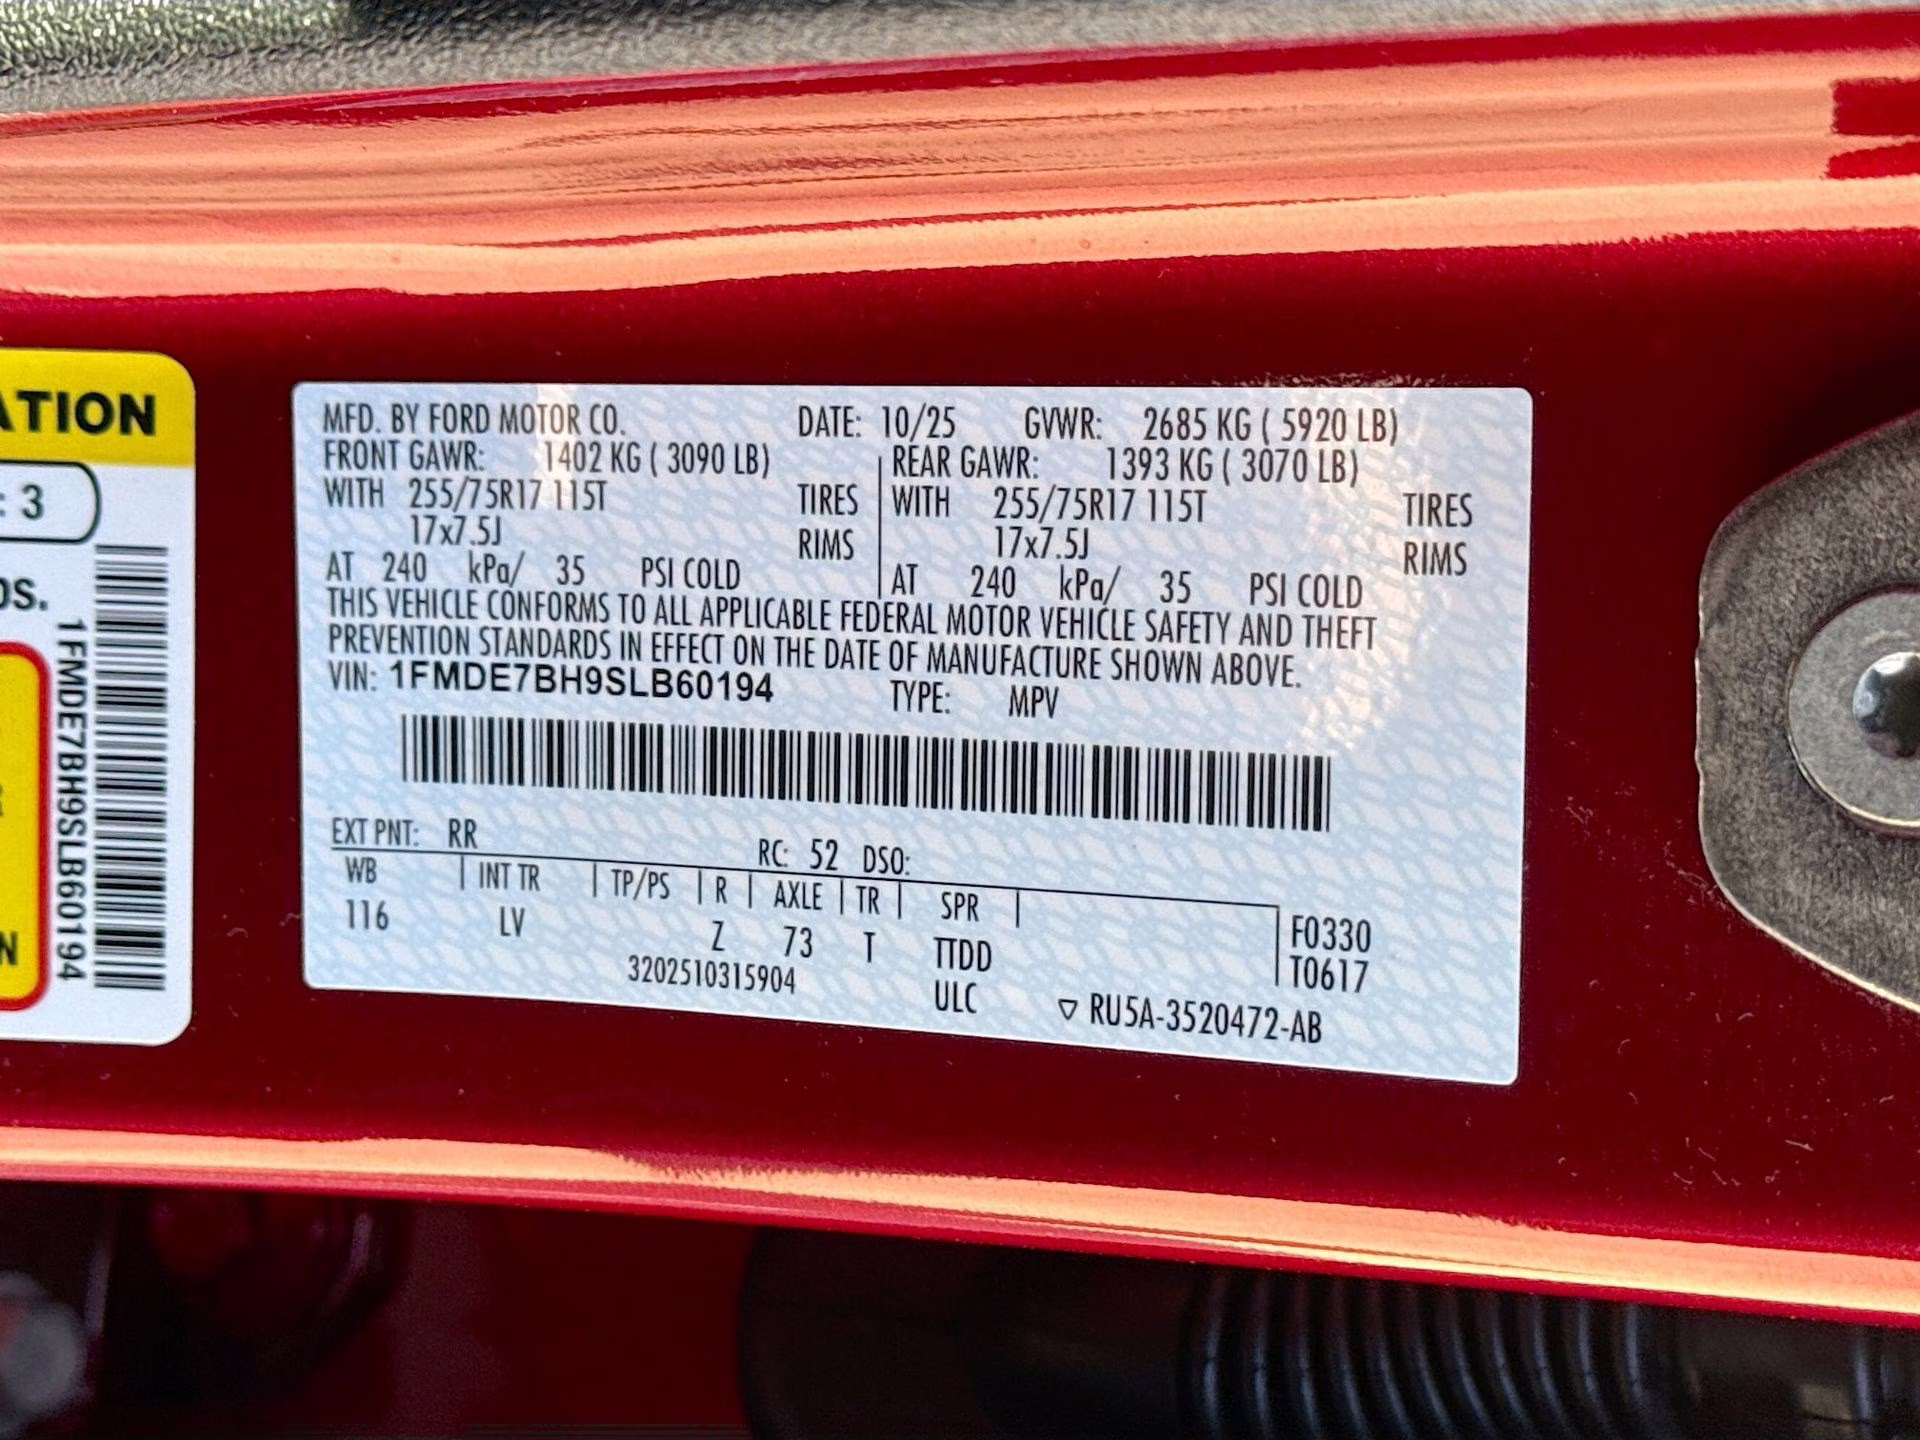 ATION
: 3
os.
1FMDE7BH9SLB60194
R
N
MFD. BY FORD MOTOR CO. DATE: 10/25 GVWR: 2685 KG ( 5920 LB)
FRONT GAWR: 1402 KG ( 3090 LB) REAR GAWR: 1393 KG ( 3070 LB)
WITH 255/75R17 115T TIRES WITH 255/75R17 115T TIRES
17x7.5J RIMS 17x7.5J RIMS
AT 240 kPa/ 35 PSI COLD AT 240 kPa/ 35 PSI COLD
THIS VEHICLE CONFORMS TO ALL APPLICABLE FEDERAL MOTOR VEHICLE SAFETY AND THEFT
PREVENTION STANDARDS IN EFFECT ON THE DATE OF MANUFACTURE SHOWN ABOVE.
VIN: 1FMDE7BH9SLB60194 TYPE: MPV
EXT PNT: RR RC: 52 DSO:
WB | INT TR | TP/PS | R | AXLE | TR | SPR |
116 LV Z 73 T TTDD F0330
3202510315904 ULC T0617
▽ RU5A-3520472-AB